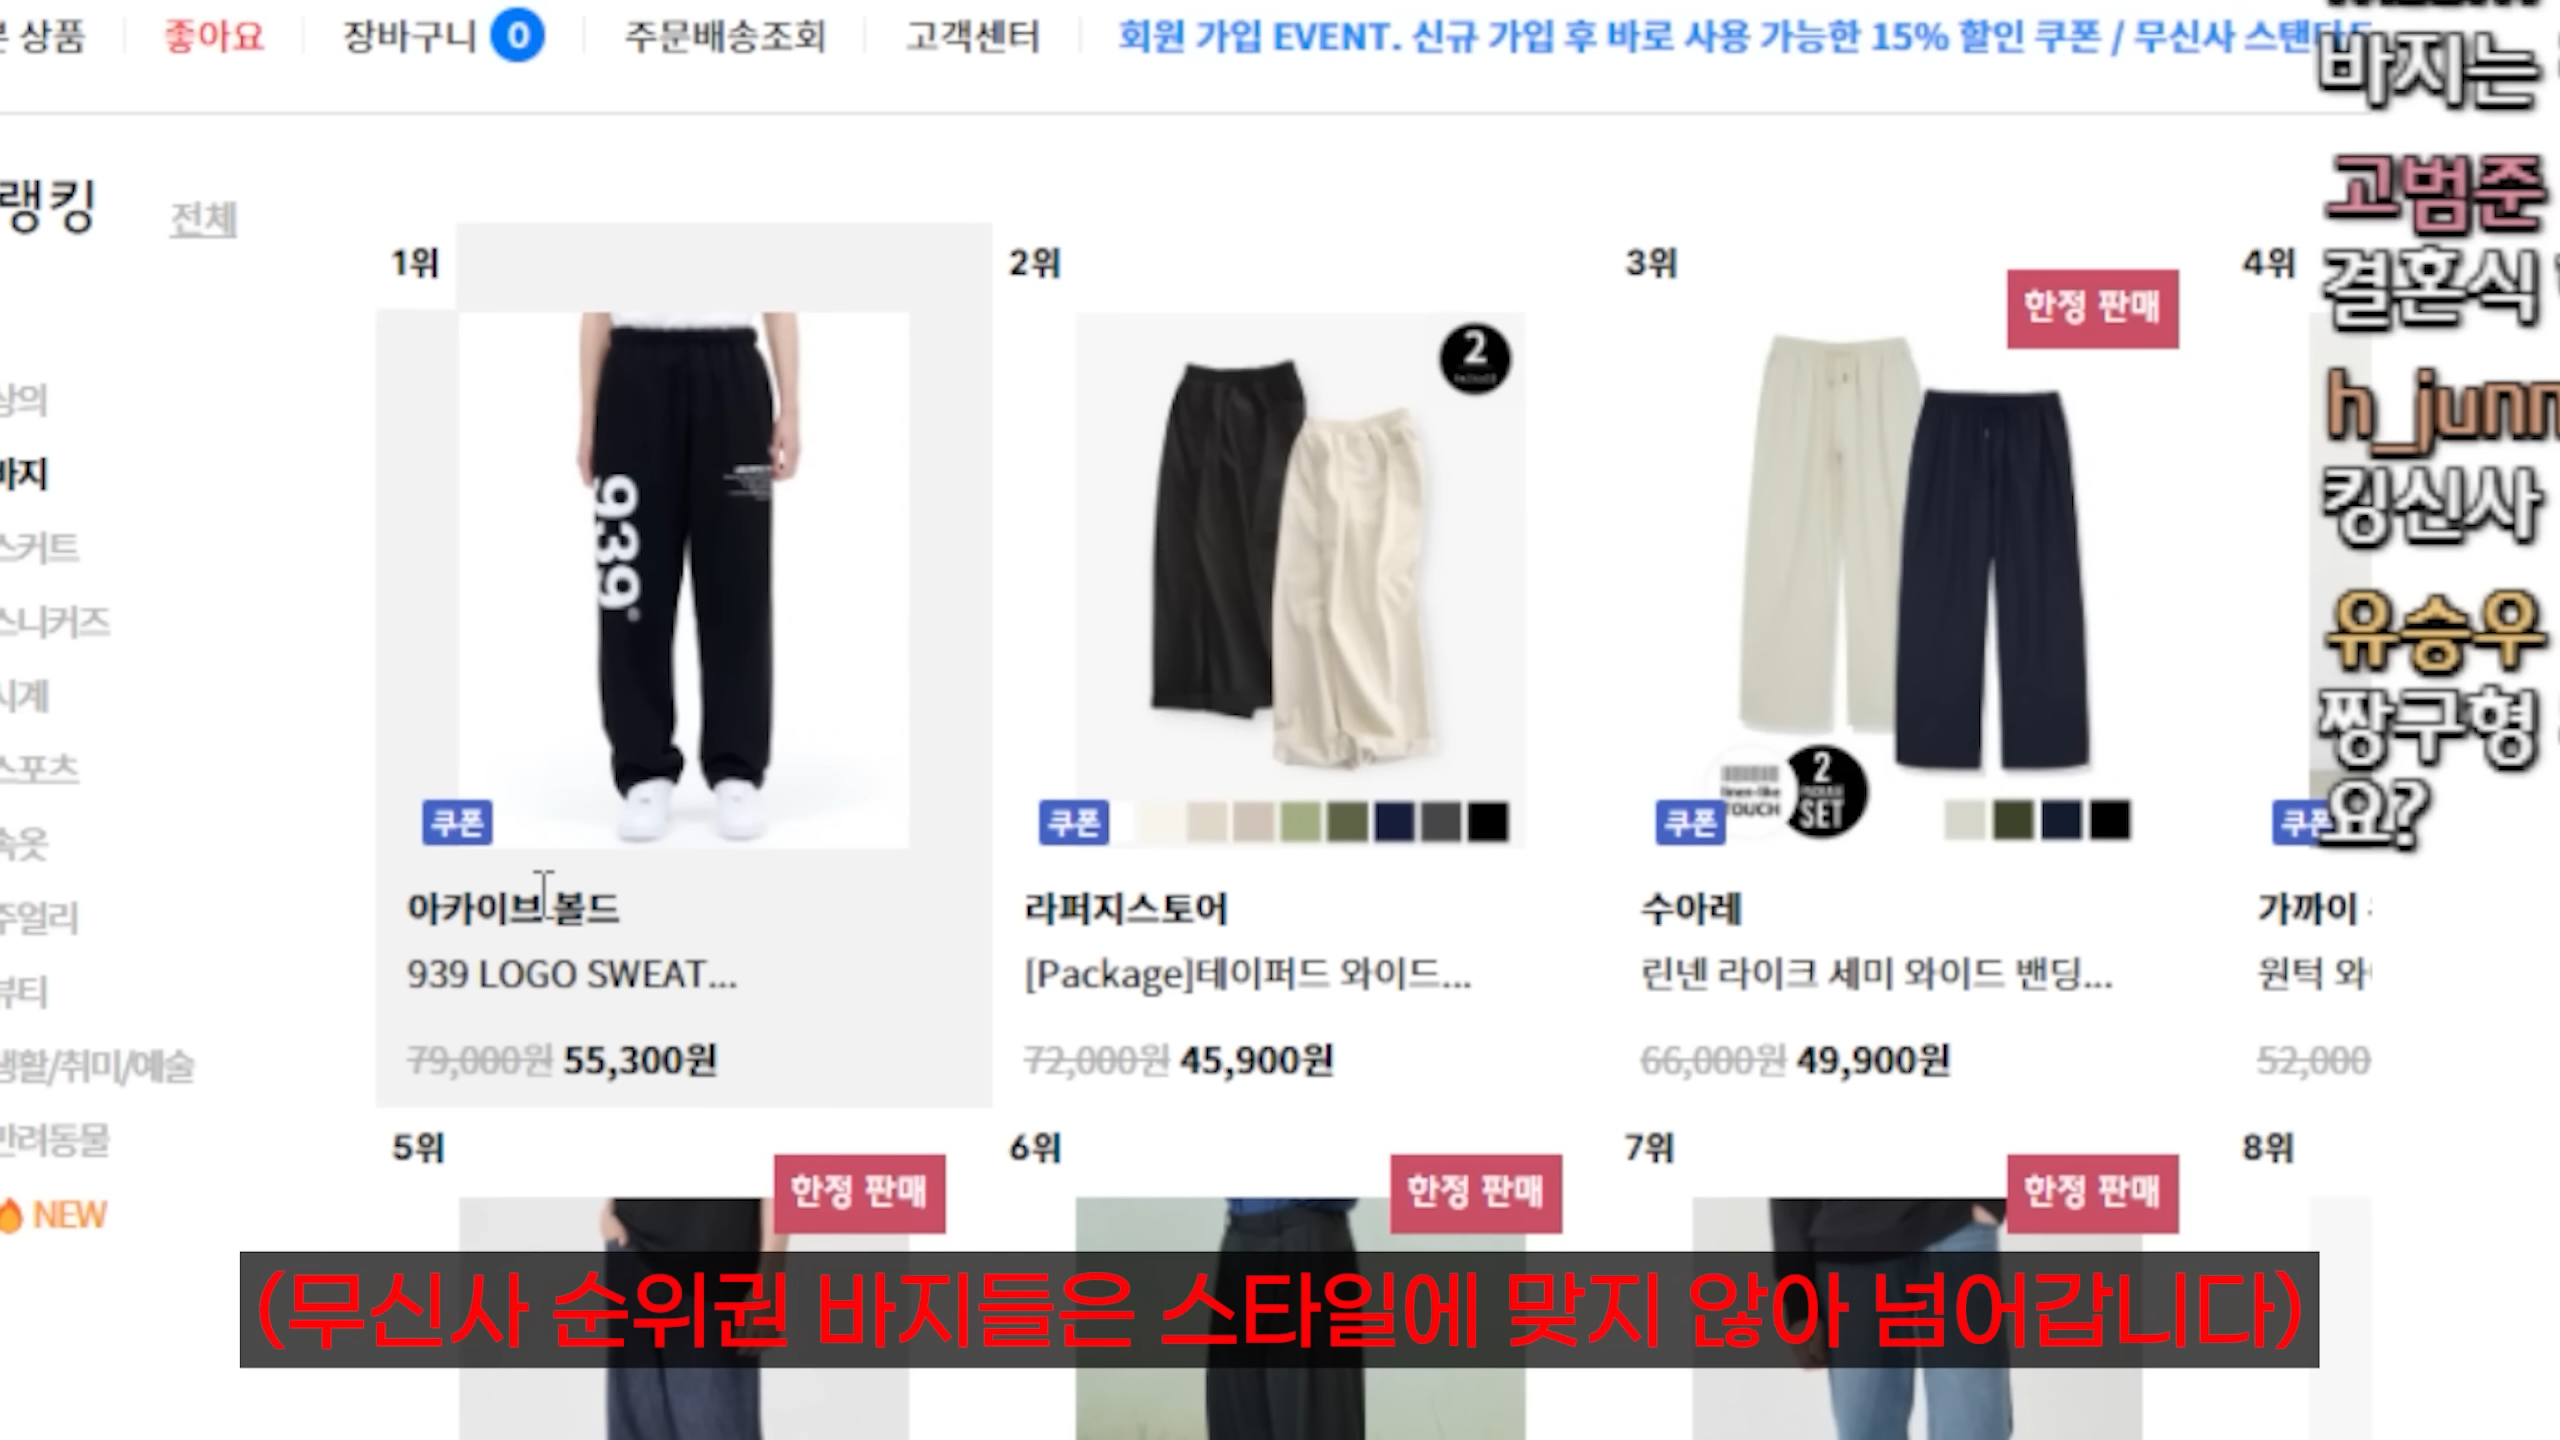 상품
좋아요
장바구니 0
주문배송조회
고객센터
회원 가입 EVENT. 신규 가입 후 바로 사용 가능한 15% 할인 쿠폰 / 무신사
바지는
랭킹
전체
고범준
결혼식
h_junn
킹신사
유승우
짱구형
요?
상의
바지
스커트
스니커즈
시계
스포츠
속옷
주얼리
뷰티
생활/취미/예술
반려동물
NEW
1위
939
쿠폰
아카이브 볼드
939 LOGO SWEAT...
79,000원 55,300원
2위
2
쿠폰
라퍼지스토어
[Package]테이퍼드 와이드...
72,000원 45,900원
3위
한정 판매
linen-like
TOUCH
2
SET
쿠폰
수아레
린넨 라이크 세미 와이드 밴딩...
66,000원 49,900원
4위
쿠폰
가까이
원턱
52,000
5위
한정 판매
6위
한정 판매
7위
한정 판매
8위
(무신사 순위권 바지들은 스타일에 맞지 않아 넘어갑니다)